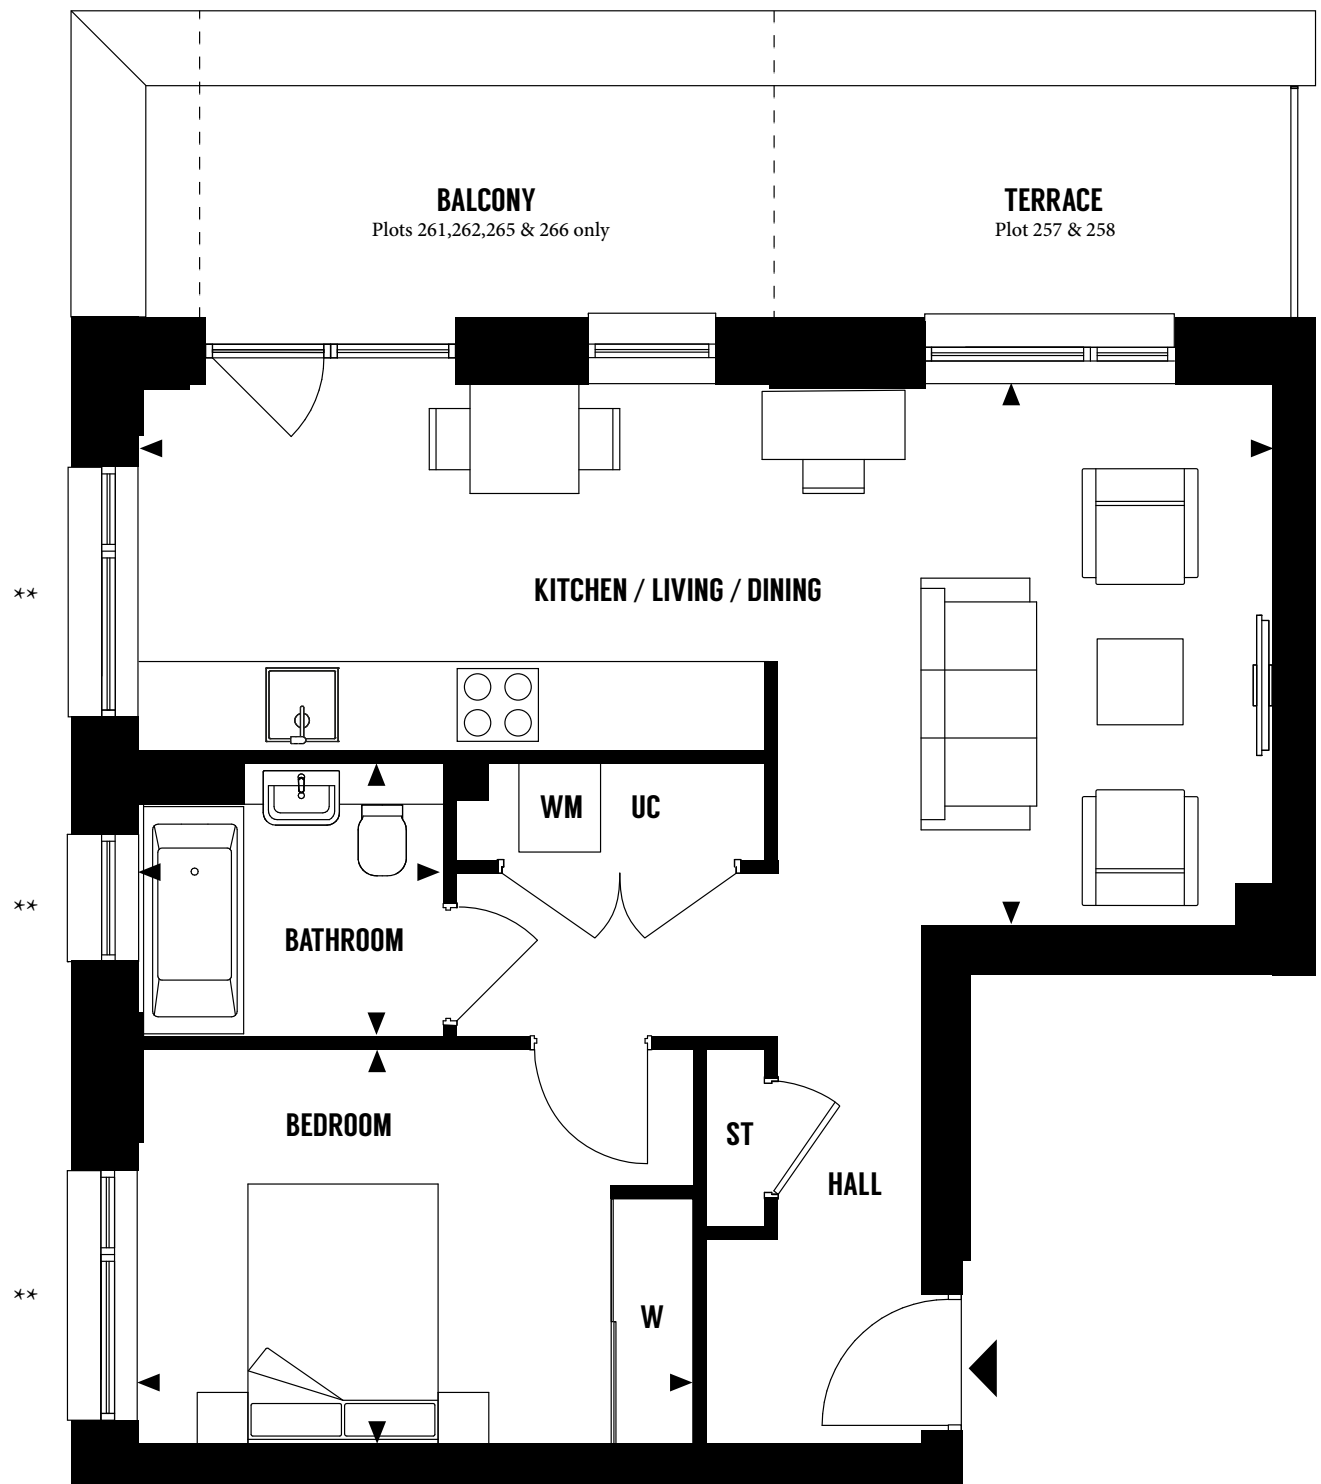 BALCONY
Plots 261,262,265 & 266 only
TERRACE
Plot 257 & 258
**
KITCHEN / LIVING / DINING
WM
UC
**
BATHROOM
BEDROOM
ST
HALL
**
W